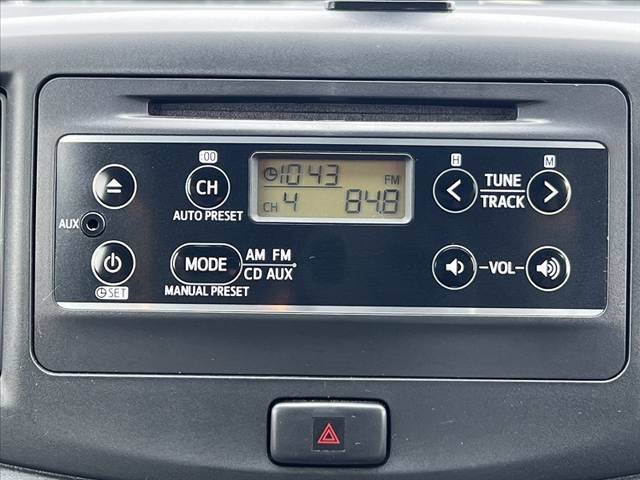 :00
H
M
CH
AUTO PRESET
10 43
FM
CH 4
84.8
TUNE
TRACK
AUX
MODE
AM FM
CD AUX
VOL
SET
MANUAL PRESET